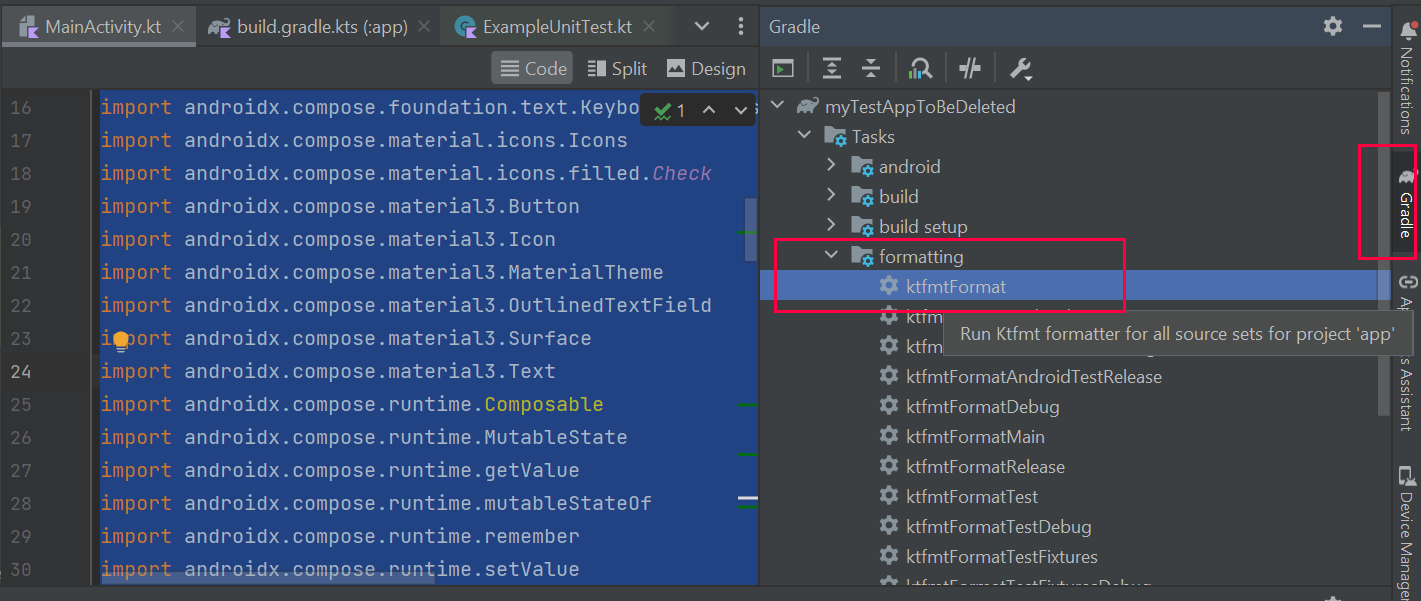 MainActivity.kt
build.gradle.kts (:app)
ExampleUnitTest.kt
Code
Split
Design
16 import androidx.compose.foundation.text.Keybo
1
17 import androidx.compose.material.icons.Icons
18 import androidx.compose.material.icons.filled.Check
19 import androidx.compose.material3.Button
20 import androidx.compose.material3.Icon
21 import androidx.compose.material3.MaterialTheme
22 import androidx.compose.material3.OutlinedTextField
23 import androidx.compose.material3.Surface
24 import androidx.compose.material3.Text
25 import androidx.compose.runtime.Composable
26 import androidx.compose.runtime.MutableState
27 import androidx.compose.runtime.getValue
28 import androidx.compose.runtime.mutableStateOf
29 import androidx.compose.runtime.remember
30 import androidx.compose.runtime.setValue
Gradle
myTestAppToBeDeleted
Tasks
android
build
build setup
formatting
ktfmtFormat
ktfm
Run Ktfmt formatter for all source sets for project 'app'
ktfm
ktfmtFormatAndroidTestRelease
ktfmtFormatDebug
ktfmtFormatMain
ktfmtFormatRelease
ktfmtFormatTest
ktfmtFormatTestDebug
ktfmtFormatTestFixtures
ktfmtFormatTestFixturesDebug
Notifications
Gradle
Assistant
Device Manager